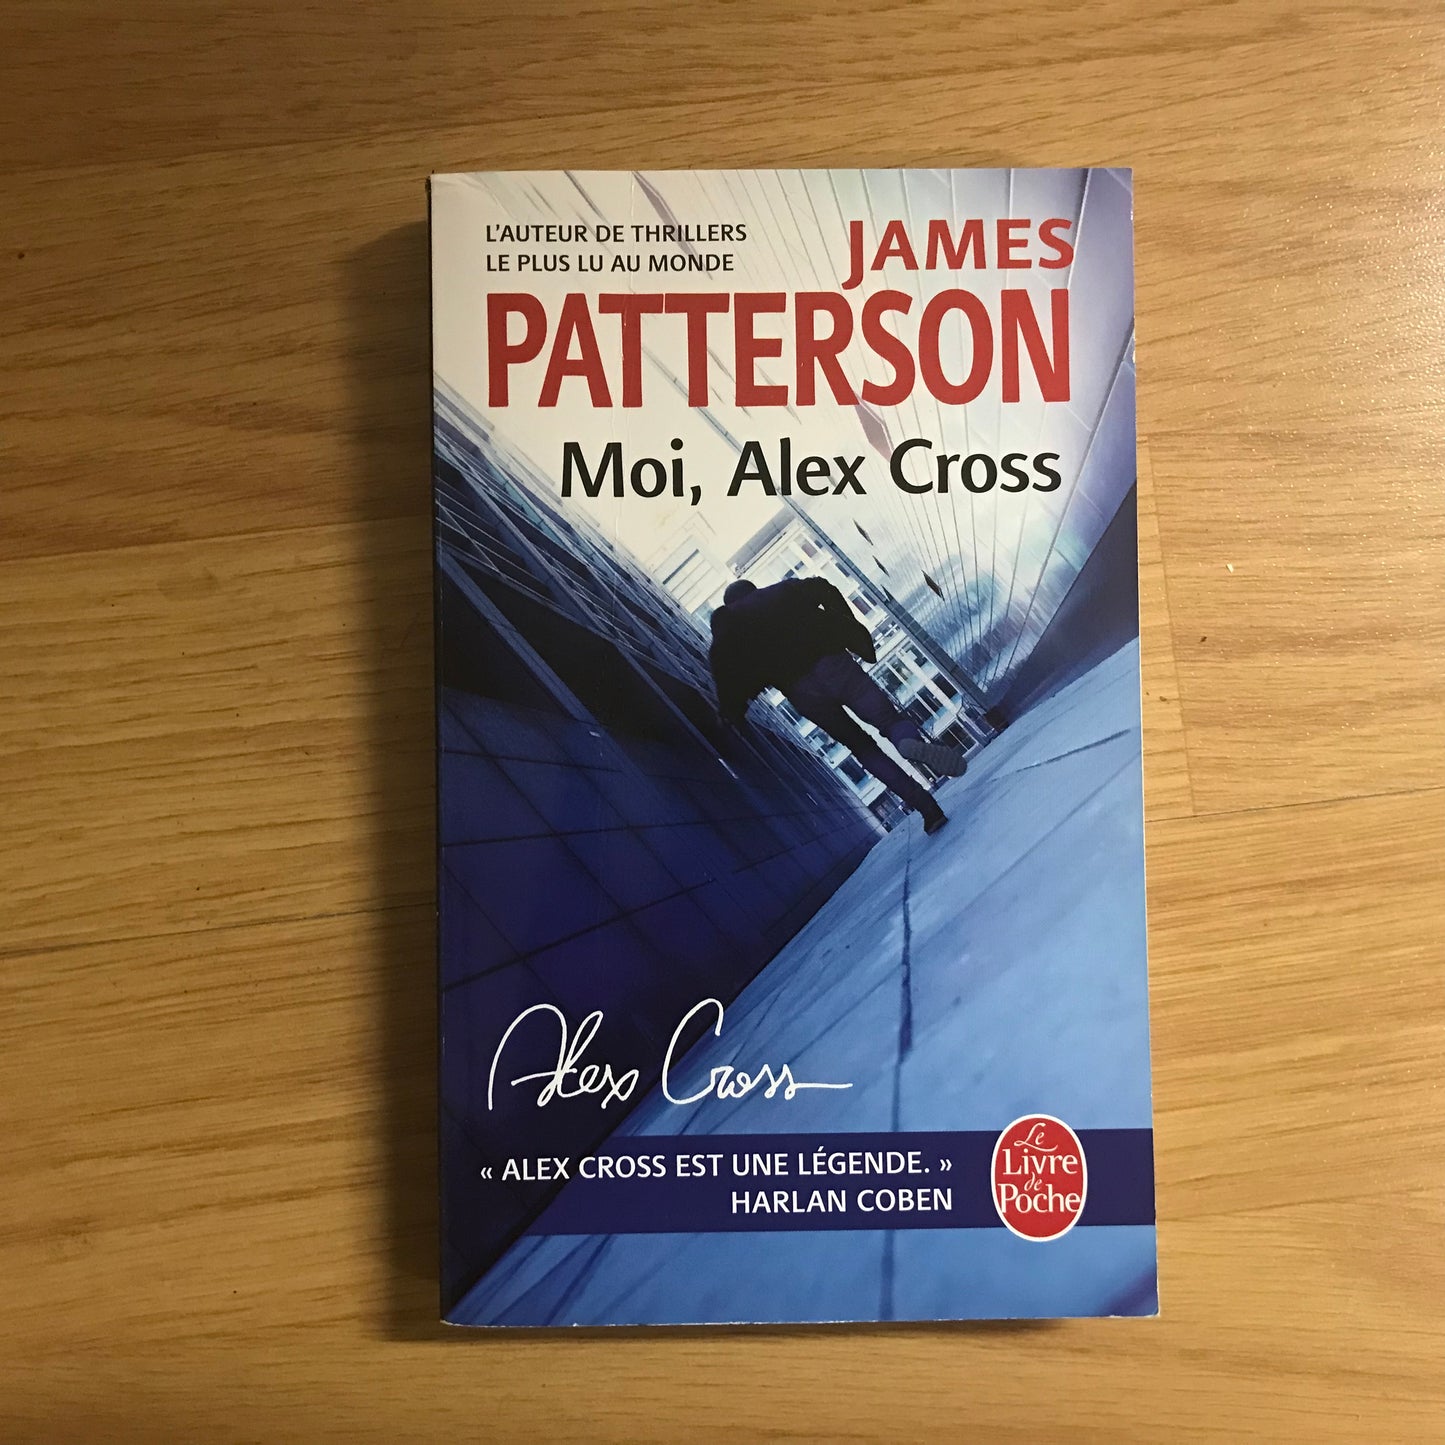 L'AUTEUR DE THRILLERS
LE PLUS LU AU MONDE
JAMES
PATTERSON
Moi, Alex Cross
Alex Cross
« ALEX CROSS EST UNE LÉGENDE. »
HARLAN COBEN
Le
Livre
de
Poche